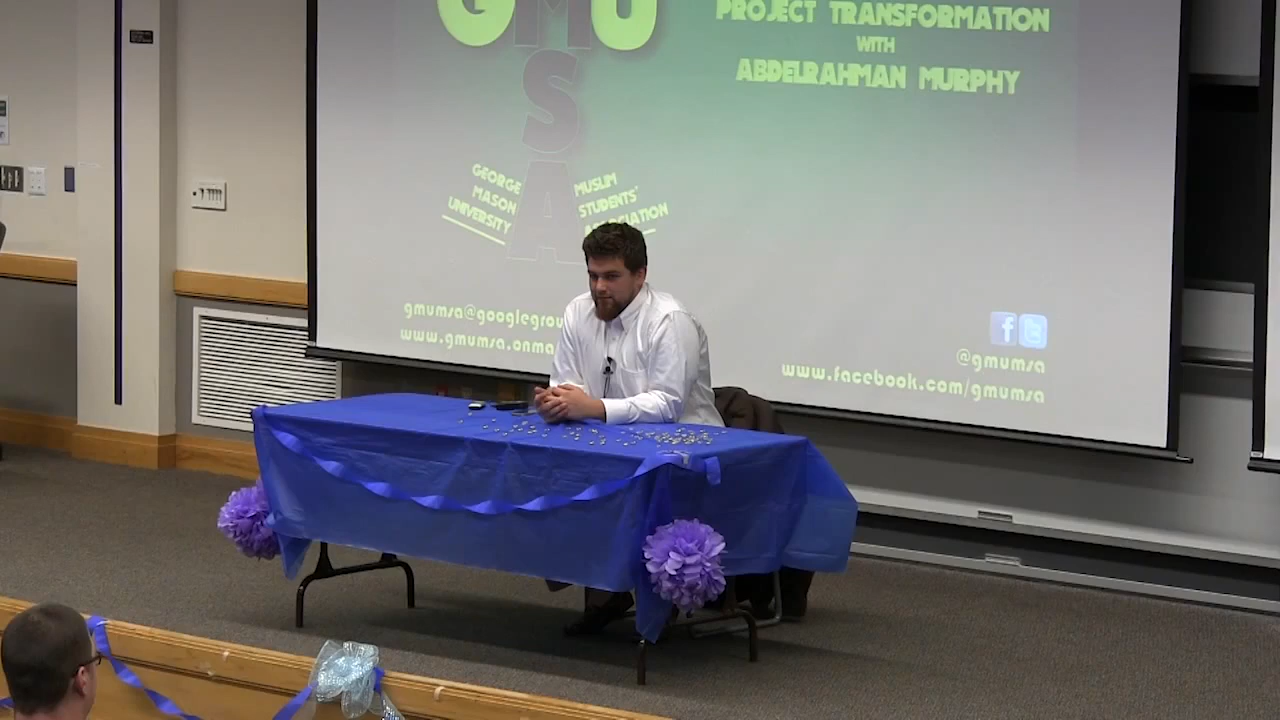 GMU
S
A
GEORGE
MASON
UNIVERSITY
MUSLIM
STUDENTS'
ASSOCIATION
PROJECT TRANSFORMATION
WITH
ABDELRAHMAN MURPHY
gmumsa@googlegrou
www.gmumsa.onma
f t
@gmumsa
www.facebook.com/gmumsa